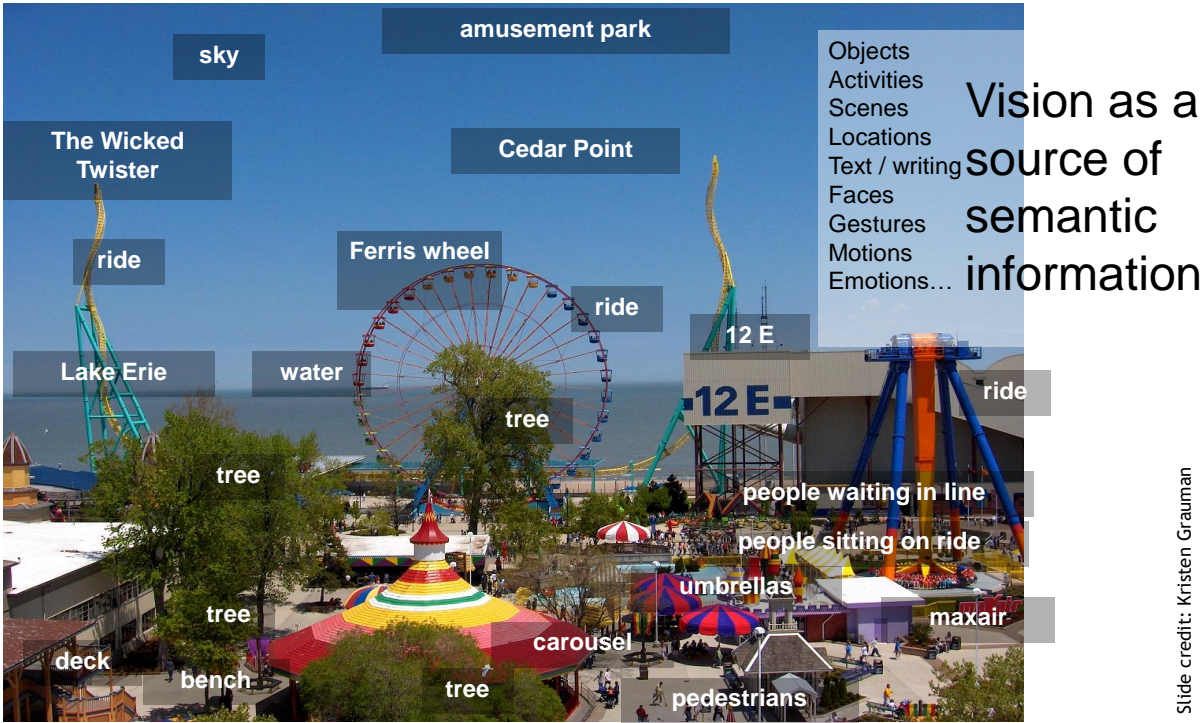 amusement park
sky
Objects
Activities
Scenes
Locations
Text / writing
Faces
Gestures
Motions
Emotions…
Vision as a
source of
semantic
information
The Wicked
Twister
Cedar Point
ride
Ferris wheel
ride
12 E
Lake Erie
water
ride
12 E
tree
tree
people waiting in line
people sitting on ride
umbrellas
tree
maxair
carousel
deck
bench
tree
pedestrians
Slide credit: Kristen Grauman